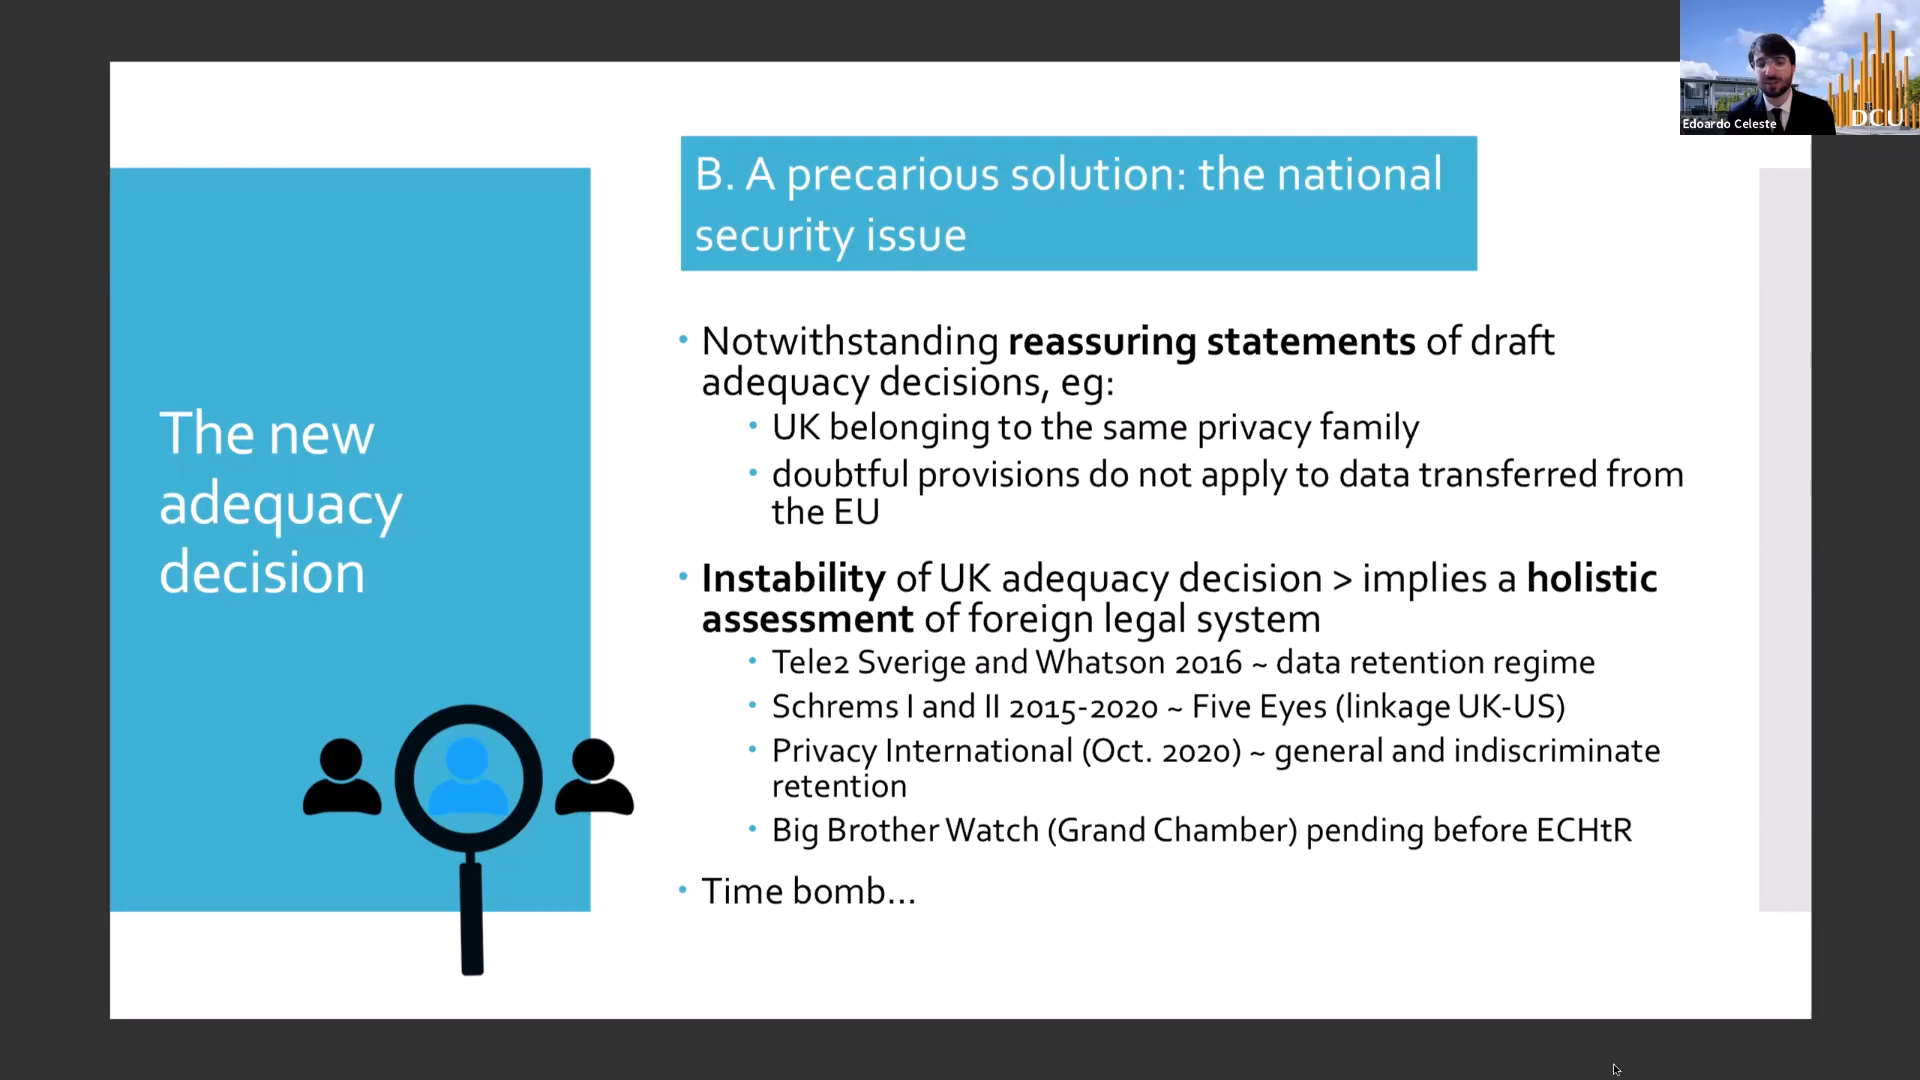 Edoardo Celeste
DCU
The new
adequacy
decision
B. A precarious solution: the national
security issue
• Notwithstanding reassuring statements of draft
adequacy decisions, eg:
• UK belonging to the same privacy family
• doubtful provisions do not apply to data transferred from
the EU
• Instability of UK adequacy decision > implies a holistic
assessment of foreign legal system
• Tele2 Sverige and Whatson 2016 ~ data retention regime
• Schrems I and II 2015-2020 ~ Five Eyes (linkage UK-US)
• Privacy International (Oct. 2020) ~ general and indiscriminate
retention
• Big Brother Watch (Grand Chamber) pending before ECHtR
• Time bomb...